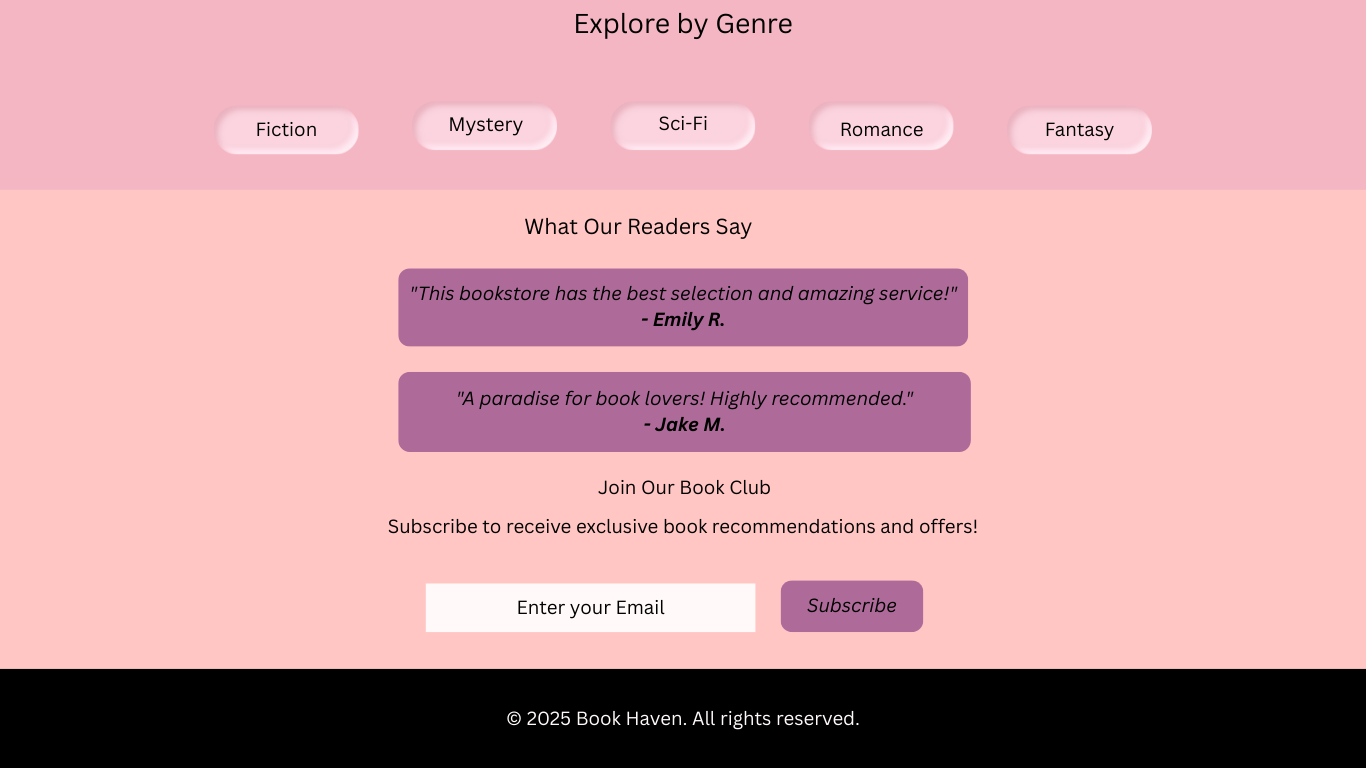 Explore by Genre
Fiction
Mystery
Sci-Fi
Romance
Fantasy
What Our Readers Say
"This bookstore has the best selection and amazing service!"
- Emily R.
"A paradise for book lovers! Highly recommended."
- Jake M.
Join Our Book Club
Subscribe to receive exclusive book recommendations and offers!
Enter your Email
Subscribe
© 2025 Book Haven. All rights reserved.